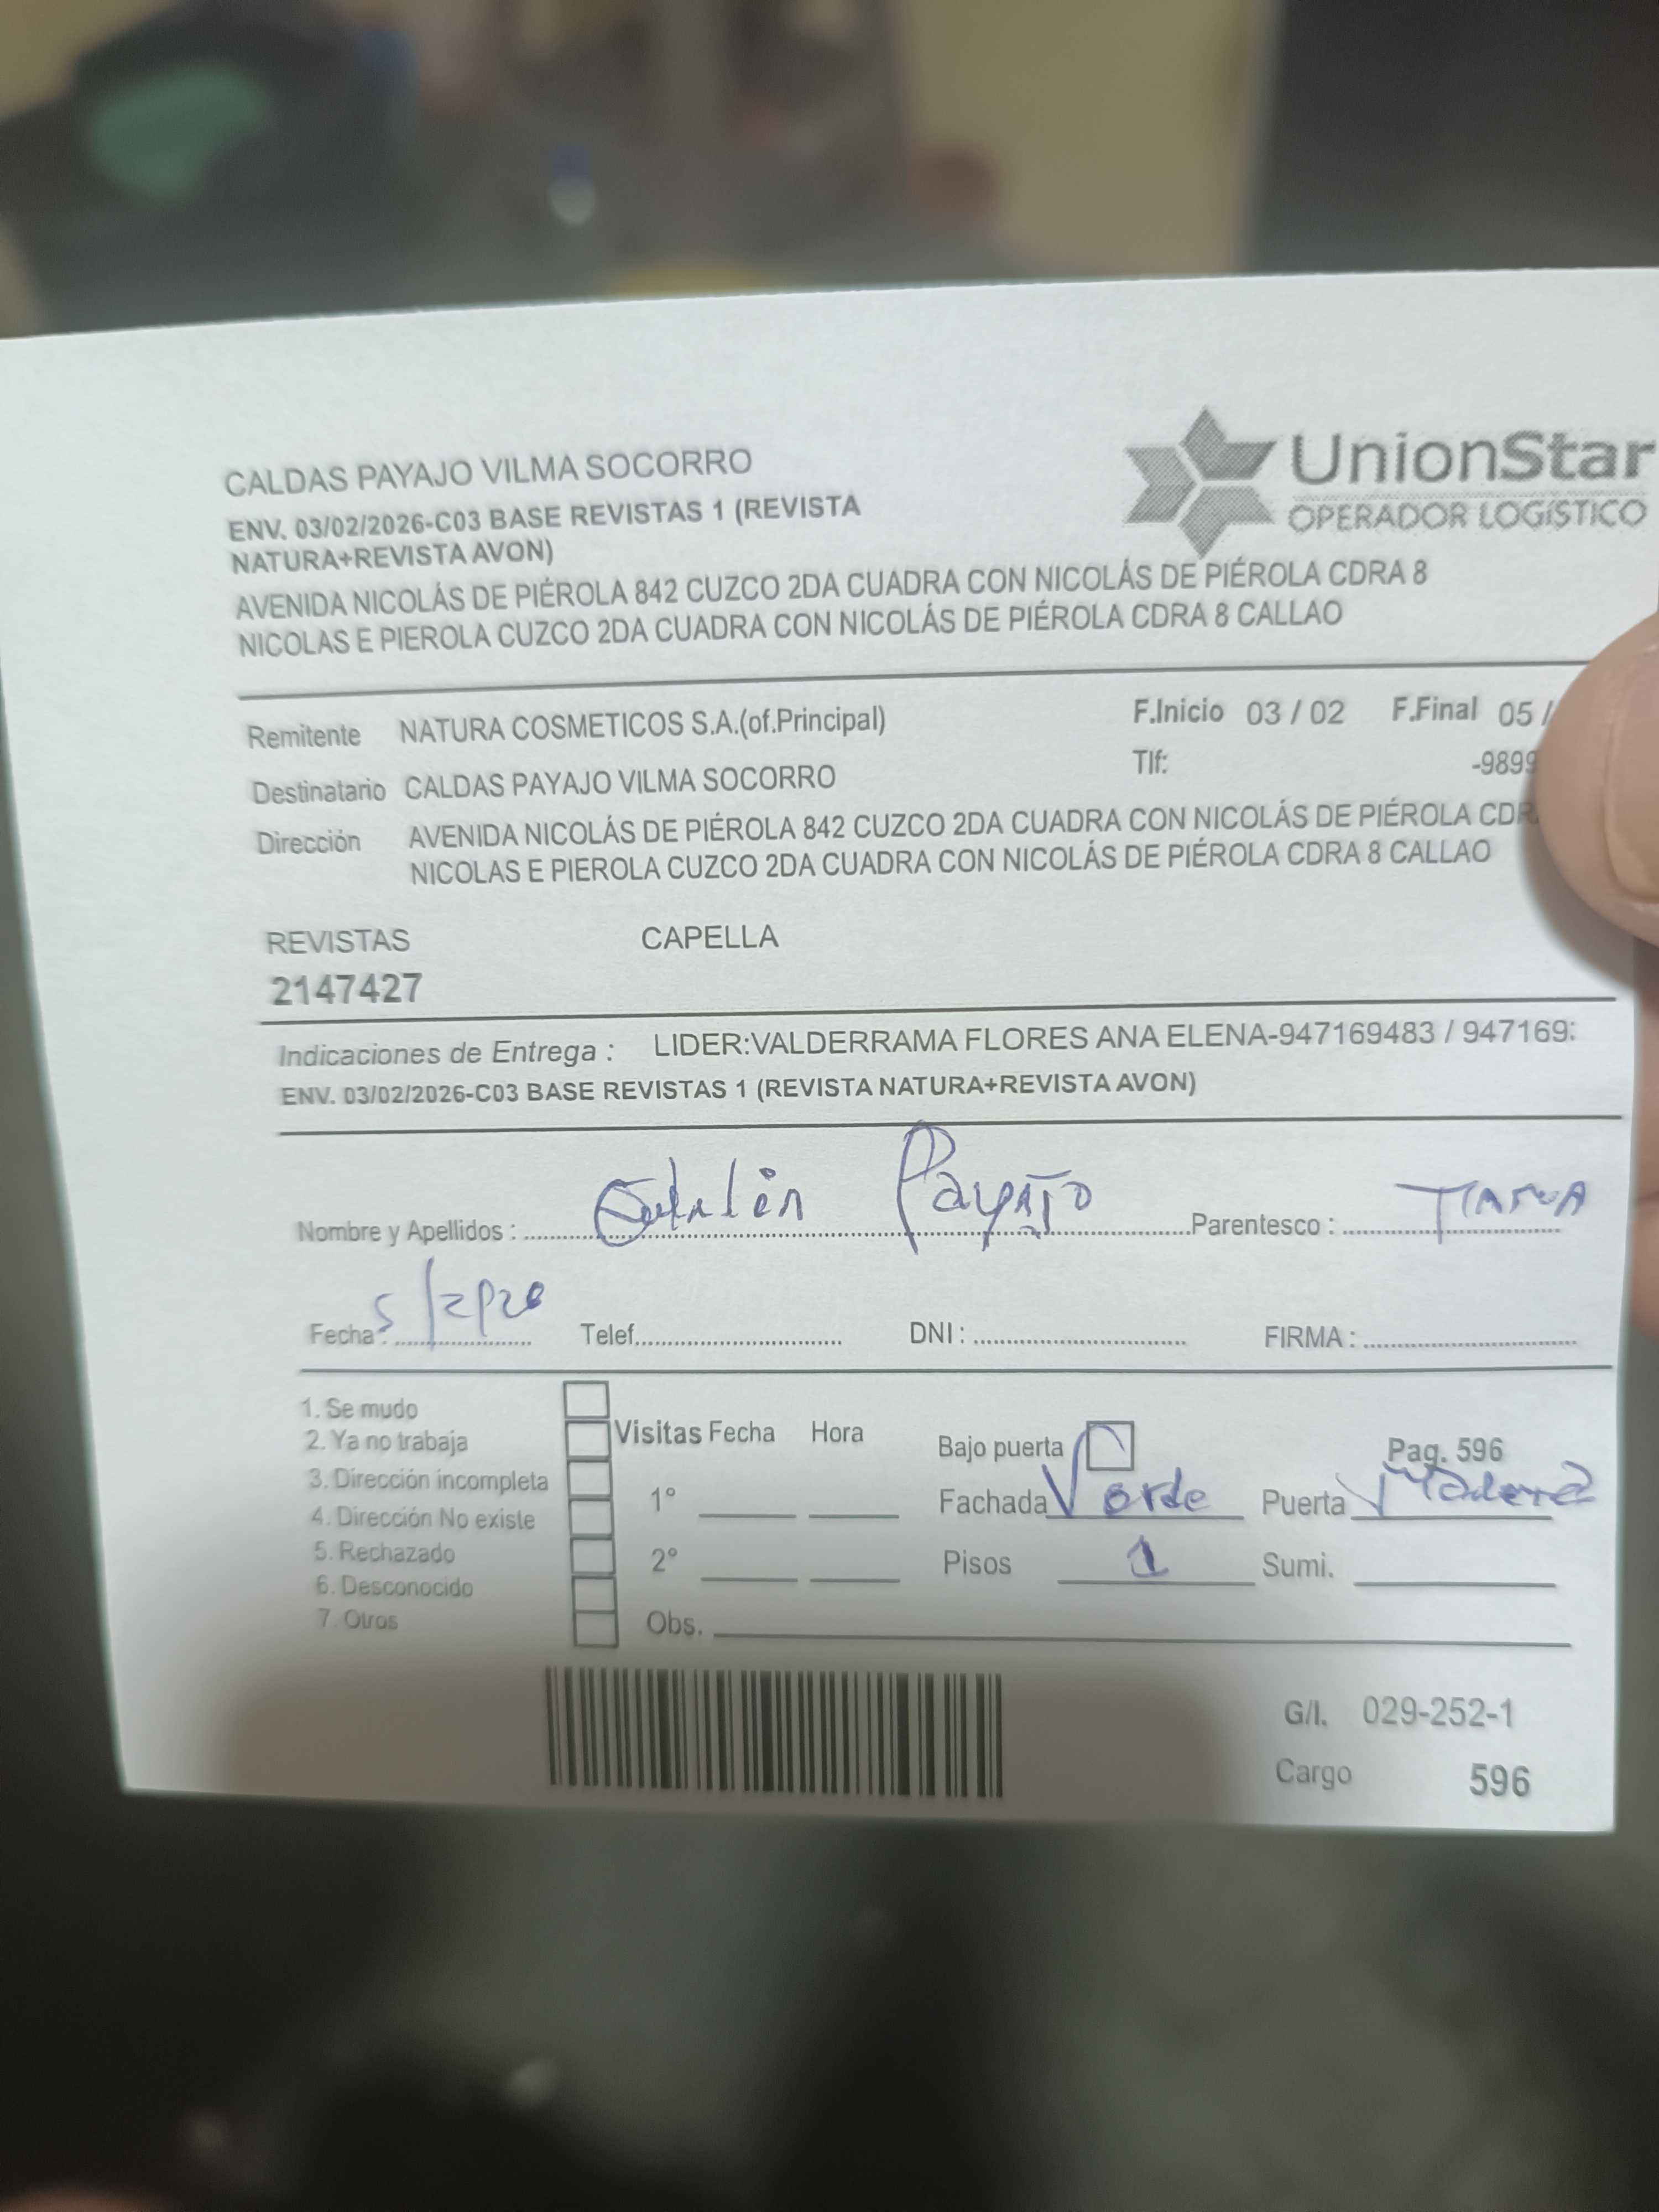 CALDAS PAYAJO VILMA SOCORRO
UnionStar
OPERADOR LOGÍSTICO
ENV. 03/02/2026-C03 BASE REVISTAS 1 (REVISTA
NATURA+REVISTA AVON)
AVENIDA NICOLÁS DE PIÉROLA 842 CUZCO 2DA CUADRA CON NICOLÁS DE PIÉROLA CDRA 8
NICOLAS E PIEROLA CUZCO 2DA CUADRA CON NICOLÁS DE PIÉROLA CDRA 8 CALLAO
Remitente NATURA COSMETICOS S.A.(of.Principal) F.Inicio 03 / 02 F.Final 05 /
Destinatario CALDAS PAYAJO VILMA SOCORRO Tlf: -9899
Dirección AVENIDA NICOLÁS DE PIÉROLA 842 CUZCO 2DA CUADRA CON NICOLÁS DE PIÉROLA CDR
NICOLAS E PIEROLA CUZCO 2DA CUADRA CON NICOLÁS DE PIÉROLA CDRA 8 CALLAO
REVISTAS CAPELLA
2147427
Indicaciones de Entrega : LIDER:VALDERRAMA FLORES ANA ELENA-947169483 / 947169:
ENV. 03/02/2026-C03 BASE REVISTAS 1 (REVISTA NATURA+REVISTA AVON)
Nombre y Apellidos : Payajo Parentesco :
Fecha : Telef. DNI : FIRMA :
1. Se mudo
2. Ya no trabaja
3. Dirección incompleta
4. Dirección No existe
5. Rechazado
6. Desconocido
7. Otros
Visitas Fecha Hora
1°
2°
Obs.
Bajo puerta Pag. 596
Fachada Verde Puerta Madera
Pisos 1 Sumi.
G/I. 029-252-1
Cargo 596